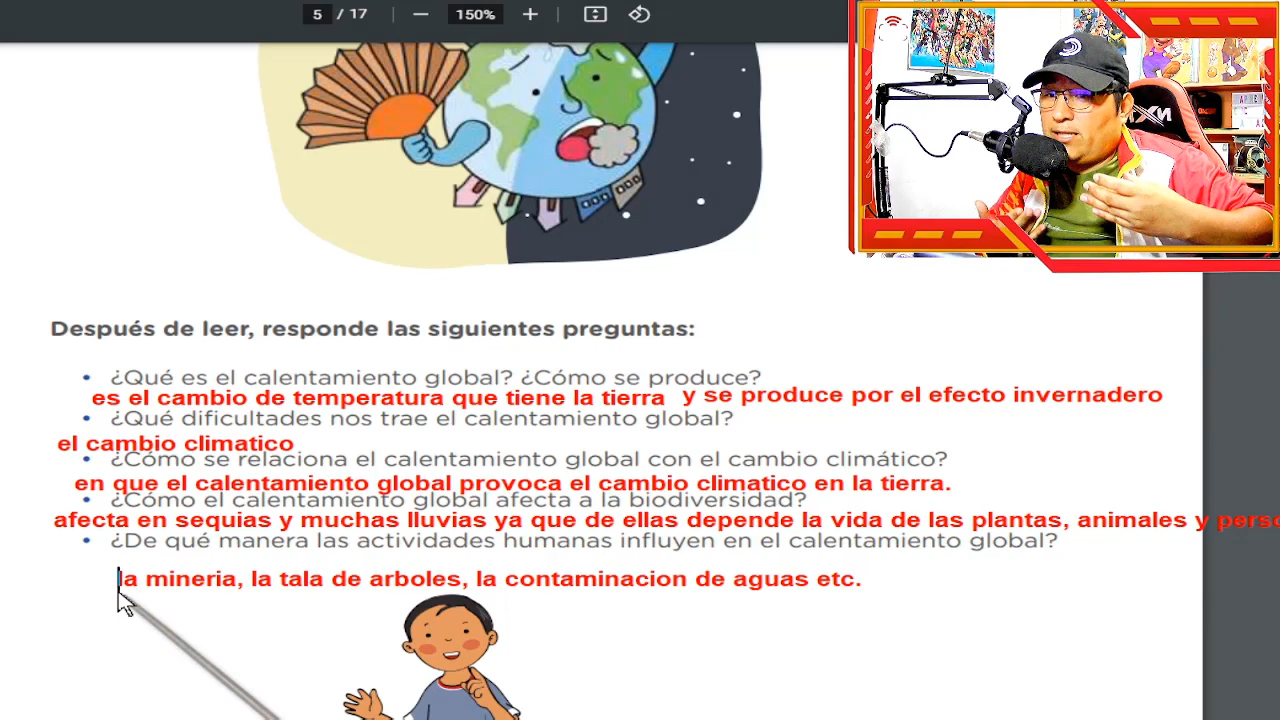 5 / 17
150%
Después de leer, responde las siguientes preguntas:
• ¿Qué es el calentamiento global? ¿Cómo se produce?
es el cambio de temperatura que tiene la tierra y se produce por el efecto invernadero
• ¿Qué dificultades nos trae el calentamiento global?
el cambio climatico
• ¿Cómo se relaciona el calentamiento global con el cambio climático?
en que el calentamiento global provoca el cambio climatico en la tierra.
• ¿Cómo el calentamiento global afecta a la biodiversidad?
afecta en sequias y muchas lluvias ya que de ellas depende la vida de las plantas, animales y perso
• ¿De qué manera las actividades humanas influyen en el calentamiento global?
la mineria, la tala de arboles, la contaminacion de aguas etc.